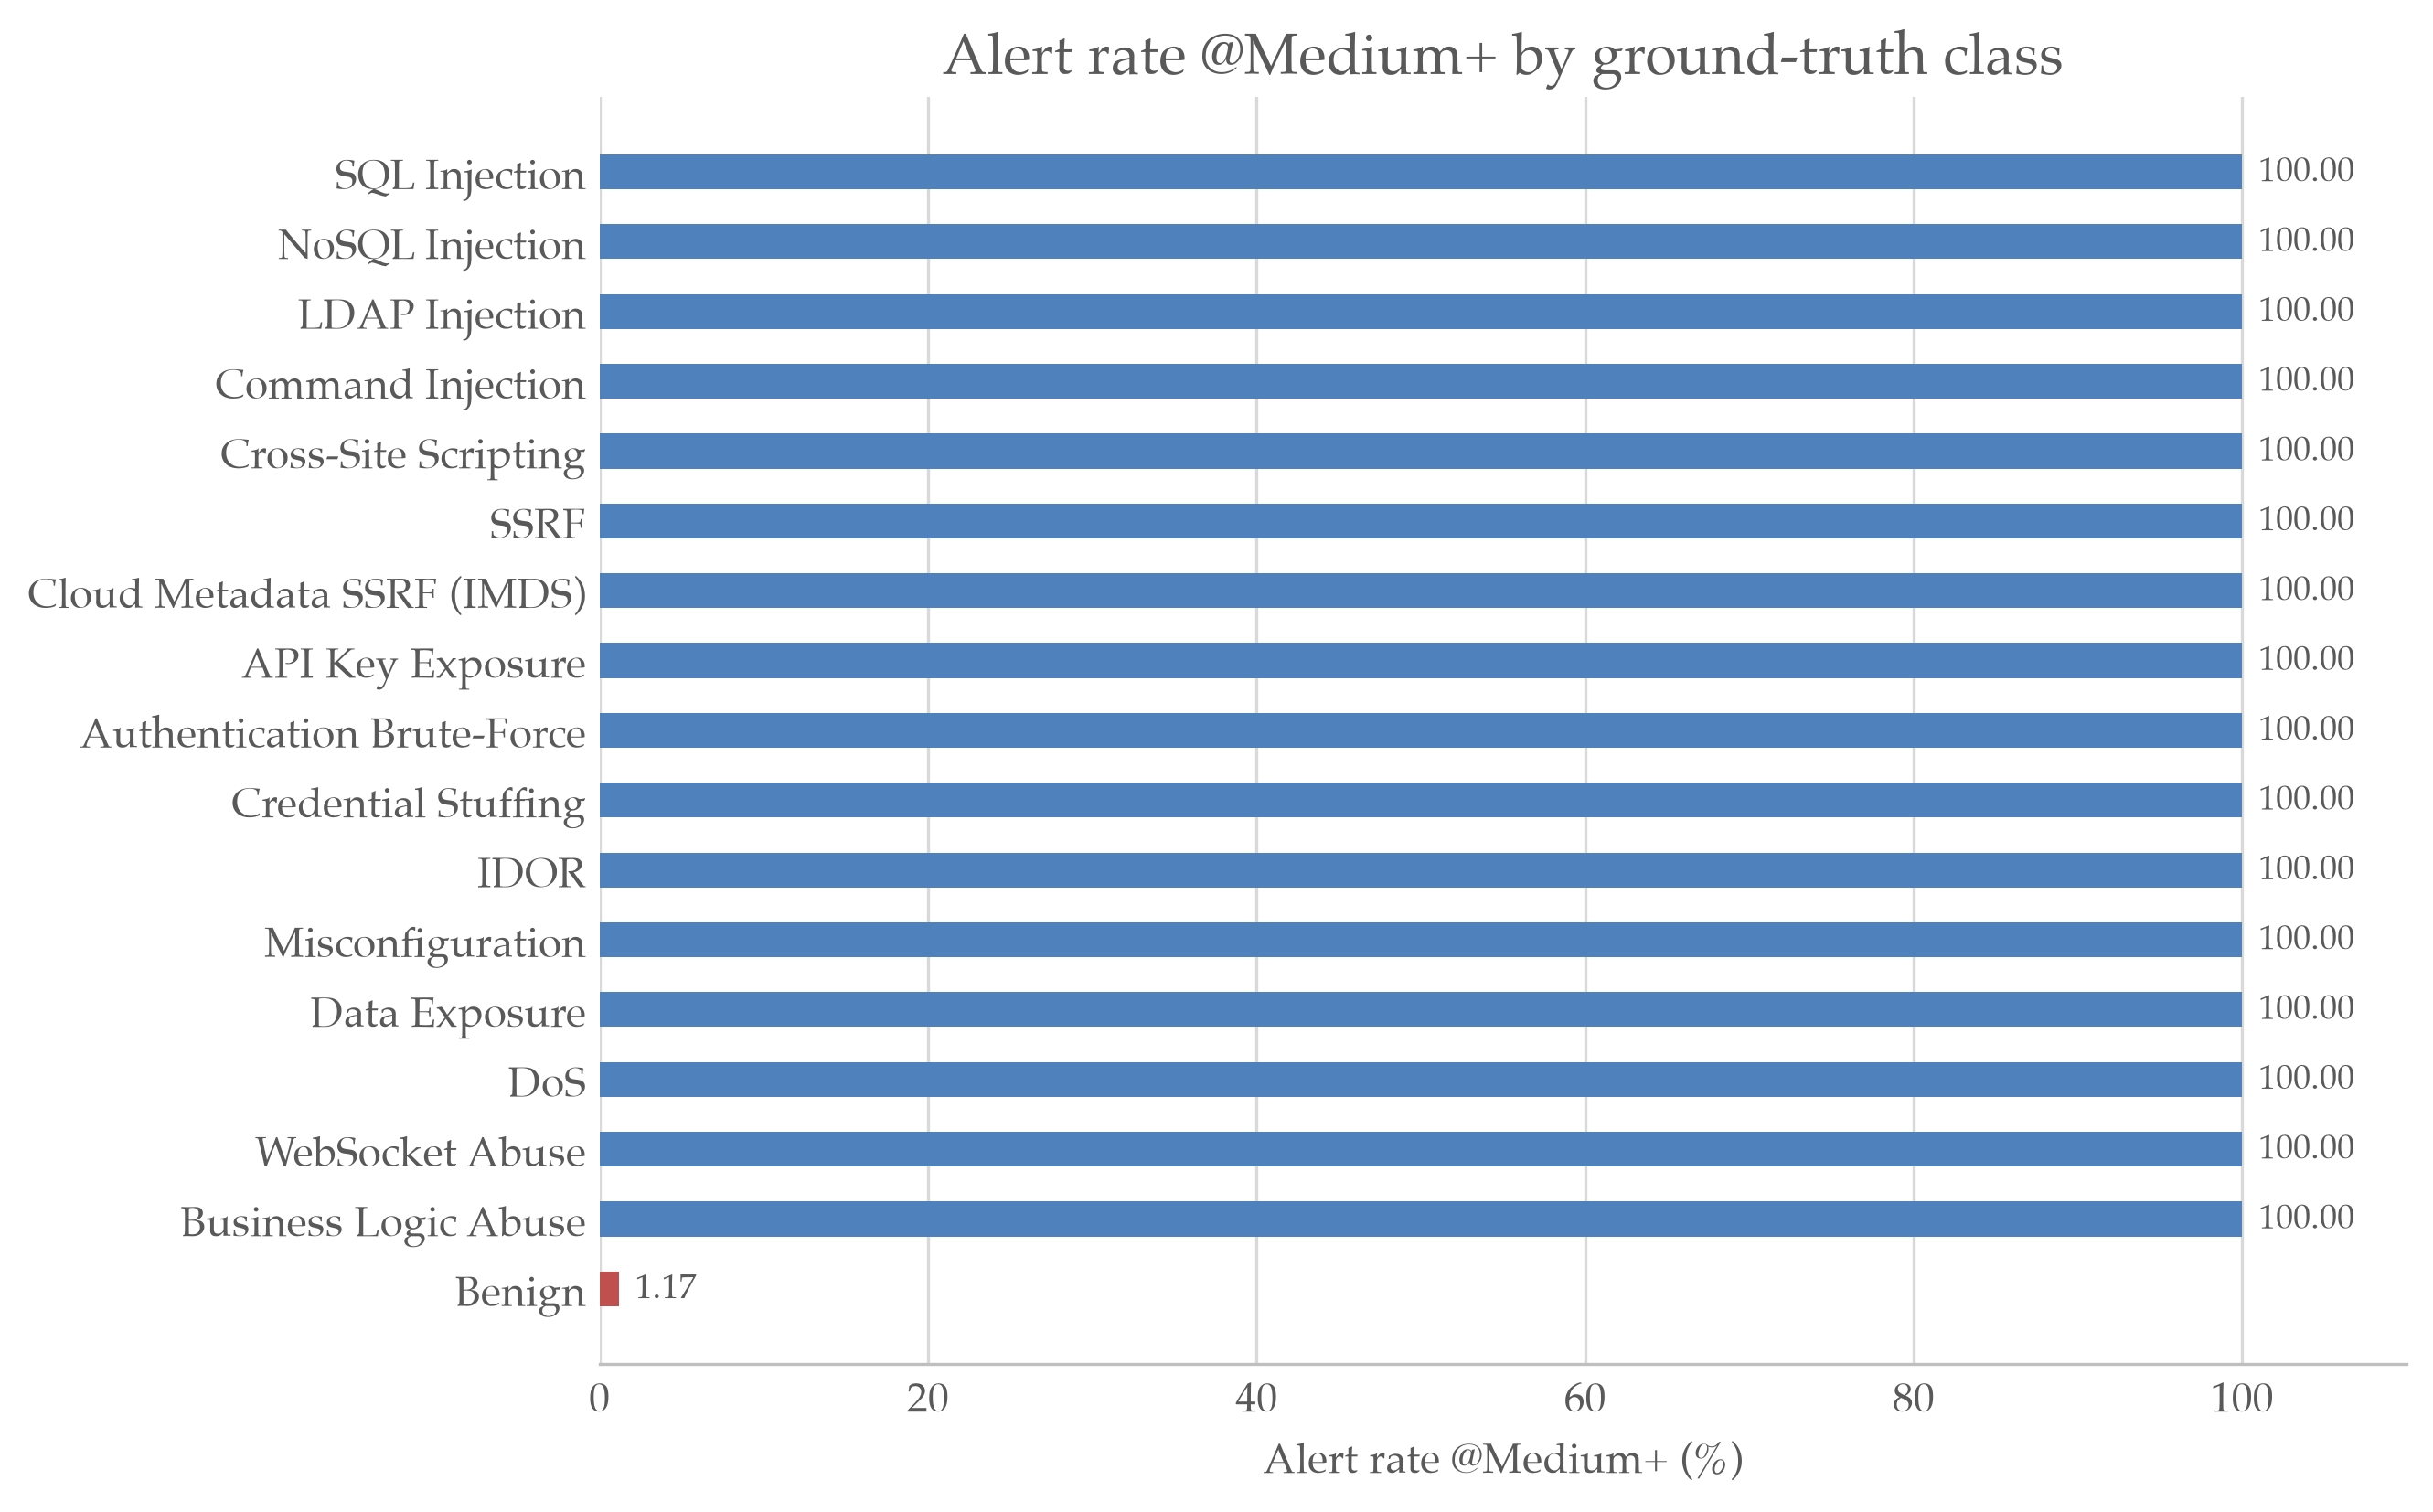 Alert rate @Medium+ by ground-truth class
SQL Injection 100.00
NoSQL Injection 100.00
LDAP Injection 100.00
Command Injection 100.00
Cross-Site Scripting 100.00
SSRF 100.00
Cloud Metadata SSRF (IMDS) 100.00
API Key Exposure 100.00
Authentication Brute-Force 100.00
Credential Stuffing 100.00
IDOR 100.00
Misconfiguration 100.00
Data Exposure 100.00
DoS 100.00
WebSocket Abuse 100.00
Business Logic Abuse 100.00
Benign 1.17
0 20 40 60 80 100
Alert rate @Medium+ (%)